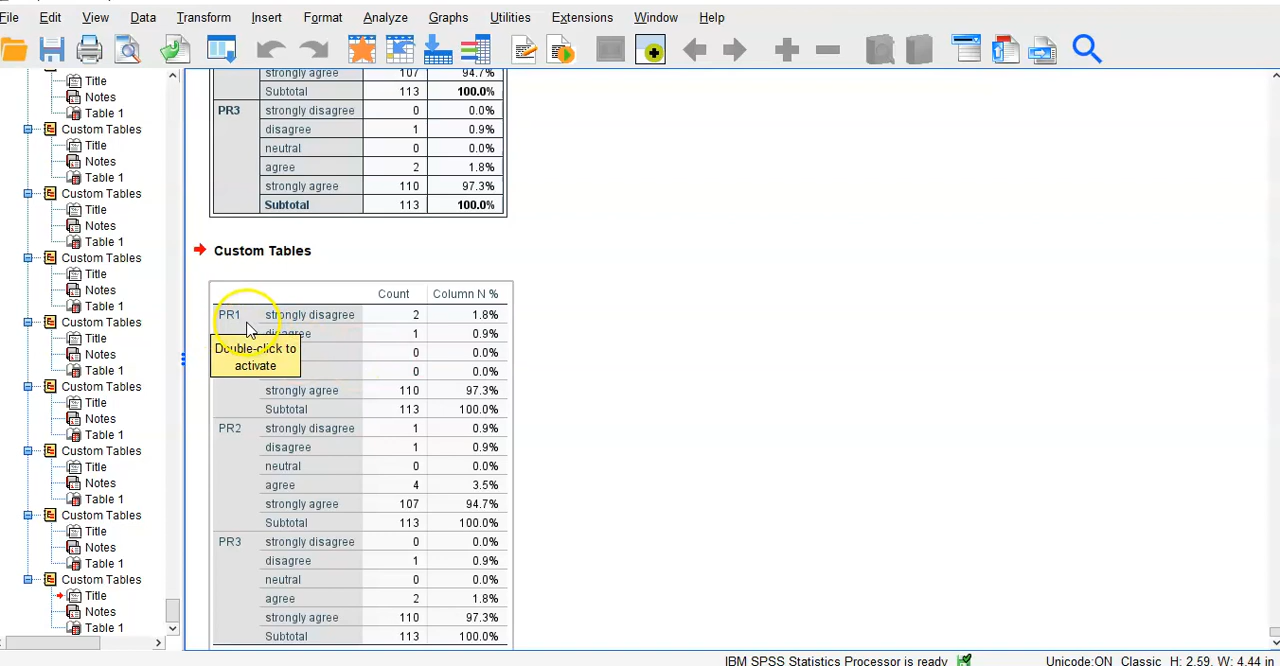 File Edit View Data Transform Insert Format Analyze Graphs Utilities Extensions Window Help
Title
Notes
Table 1
Custom Tables
Title
Notes
Table 1
Custom Tables
Title
Notes
Table 1
Custom Tables
Title
Notes
Table 1
Custom Tables
Title
Notes
Table 1
Custom Tables
Title
Notes
Table 1
Custom Tables
Title
Notes
Table 1
Custom Tables
Title
Notes
Table 1
Custom Tables
Title
Notes
Table 1
strongly agree 107 94.7%
Subtotal 113 100.0%
PR3 strongly disagree 0 0.0%
disagree 1 0.9%
neutral 0 0.0%
agree 2 1.8%
strongly agree 110 97.3%
Subtotal 113 100.0%
Custom Tables
Count Column N %
PR1 strongly disagree 2 1.8%
disagree 1 0.9%
Double-click to
activate
0 0.0%
0 0.0%
strongly agree 110 97.3%
Subtotal 113 100.0%
PR2 strongly disagree 1 0.9%
disagree 1 0.9%
neutral 0 0.0%
agree 4 3.5%
strongly agree 107 94.7%
Subtotal 113 100.0%
PR3 strongly disagree 0 0.0%
disagree 1 0.9%
neutral 0 0.0%
agree 2 1.8%
strongly agree 110 97.3%
Subtotal 113 100.0%
IBM SPSS Statistics Processor is ready Unicode:ON Classic H: 2.59 W: 4.44 in